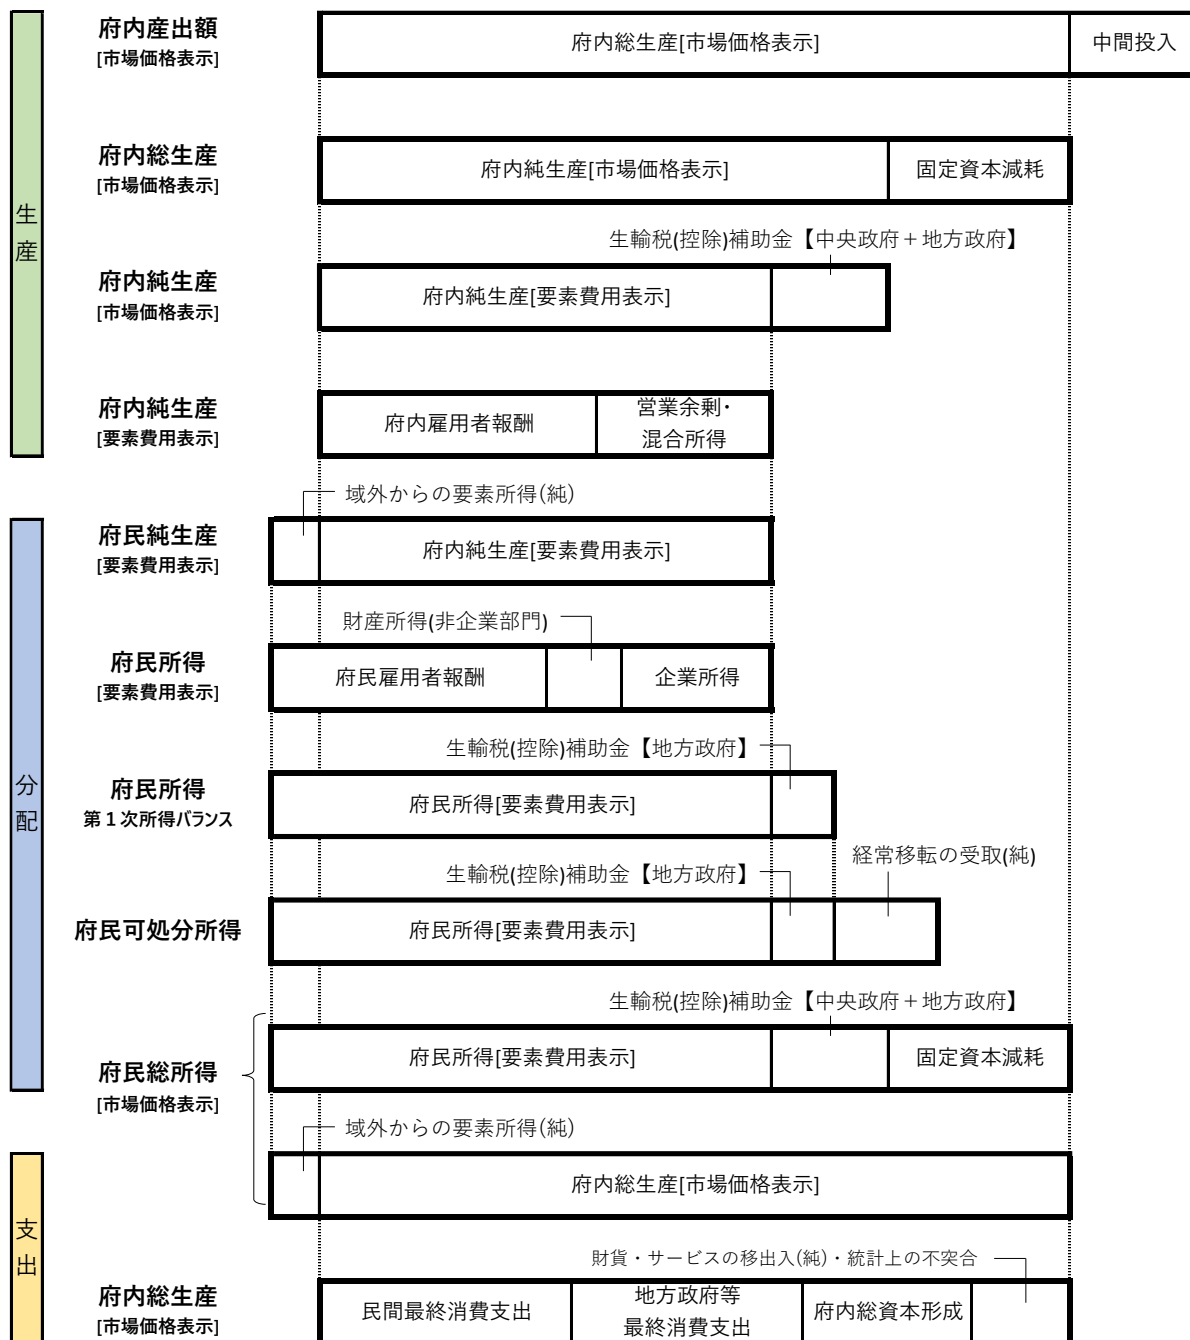 府内産出額
[市場価格表示]
府内総生産[市場価格表示]
中間投入
府内総生産
[市場価格表示]
府内純生産[市場価格表示]
固定資本減耗
生産
生輸税(控除)補助金【中央政府＋地方政府】
府内純生産
[市場価格表示]
府内純生産[要素費用表示]
府内純生産
[要素費用表示]
府内雇用者報酬
営業余剰・
混合所得
域外からの要素所得(純)
府民純生産
[要素費用表示]
府内純生産[要素費用表示]
財産所得(非企業部門)
府民所得
[要素費用表示]
府民雇用者報酬
企業所得
分配
生輸税(控除)補助金【地方政府】
府民所得
第１次所得バランス
府民所得[要素費用表示]
経常移転の受取(純)
生輸税(控除)補助金【地方政府】
府民可処分所得
府民所得[要素費用表示]
生輸税(控除)補助金【中央政府＋地方政府】
府民総所得
[市場価格表示]
府民所得[要素費用表示]
固定資本減耗
域外からの要素所得(純)
府内総生産[市場価格表示]
支出
財貨・サービスの移出入(純)・統計上の不突合
府内総生産
[市場価格表示]
民間最終消費支出
地方政府等
最終消費支出
府内総資本形成